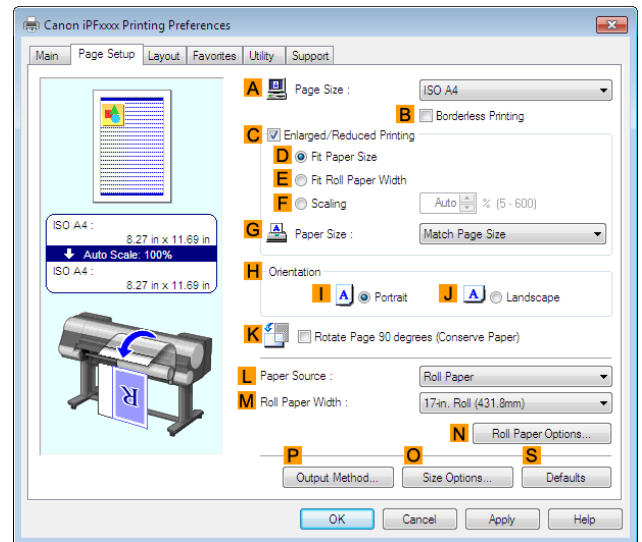 Canon iPFxxxx Printing Preferences
Main Page Setup Layout Favorites Utility Support
A Page Size : ISO A4
B Borderless Printing
C Enlarged/Reduced Printing
D Fit Paper Size
E Fit Roll Paper Width
F Scaling Auto % (5 - 600)
G Paper Size : Match Page Size
ISO A4 :
8.27 in x 11.69 in
Auto Scale: 100%
ISO A4 :
8.27 in x 11.69 in
H Orientation
I A Portrait J A Landscape
K Rotate Page 90 degrees (Conserve Paper)
R
L Paper Source : Roll Paper
M Roll Paper Width : 17-in. Roll (431.8mm)
N Roll Paper Options...
P O S
Output Method... Size Options... Defaults
OK Cancel Apply Help